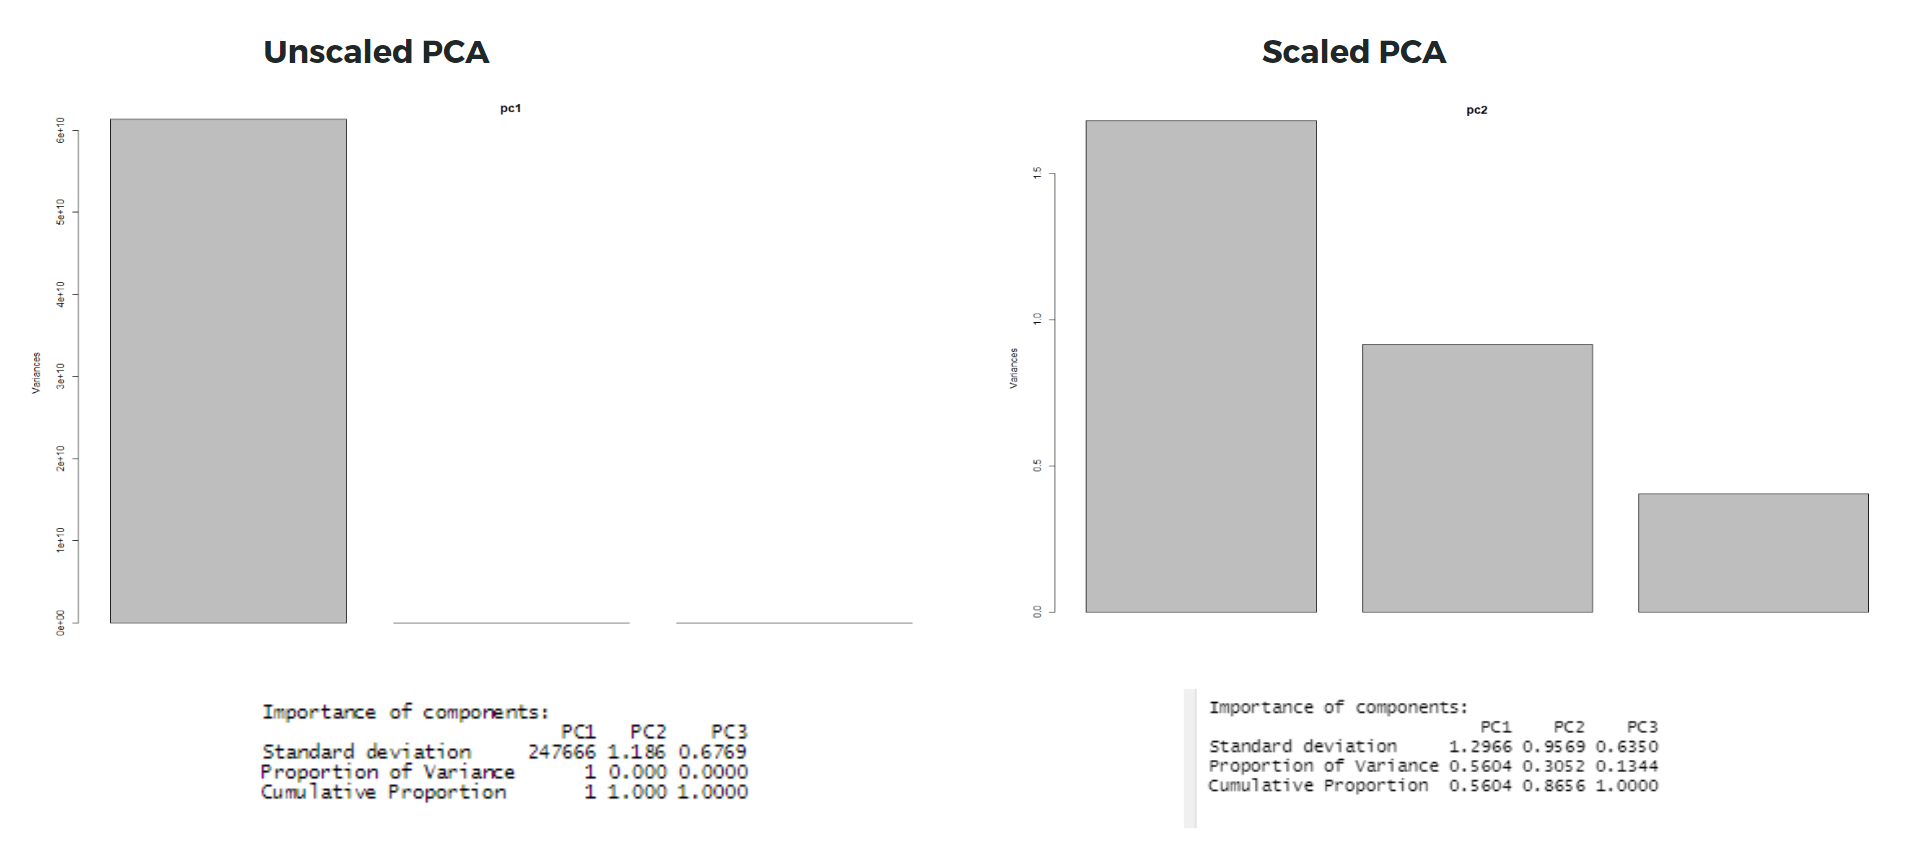 Unscaled PCA
pc1
6e+10
5e+10
4e+10
3e+10
2e+10
1e+10
0e+00
Variances
Importance of components:
PC1 PC2 PC3
Standard deviation 247666 1.186 0.6769
Proportion of Variance 1 0.000 0.0000
Cumulative Proportion 1 1.000 1.0000
Scaled PCA
pc2
1.5
1.0
0.5
0.0
Variances
Importance of components:
PC1 PC2 PC3
Standard deviation 1.2966 0.9569 0.6350
Proportion of Variance 0.5604 0.3052 0.1344
Cumulative Proportion 0.5604 0.8656 1.0000